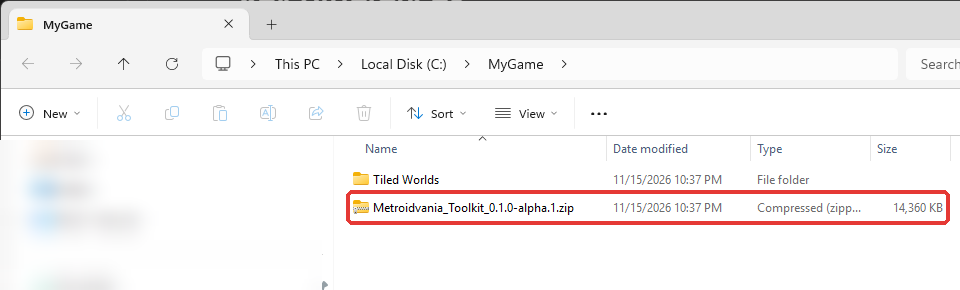 MyGame
This PC > Local Disk (C:) > MyGame >
Search
New
Sort
View
Name Date modified Type Size
Tiled Worlds 11/15/2026 10:37 PM File folder
Metroidvania_Toolkit_0.1.0-alpha.1.zip 11/15/2026 10:37 PM Compressed (zipp... 14,360 KB